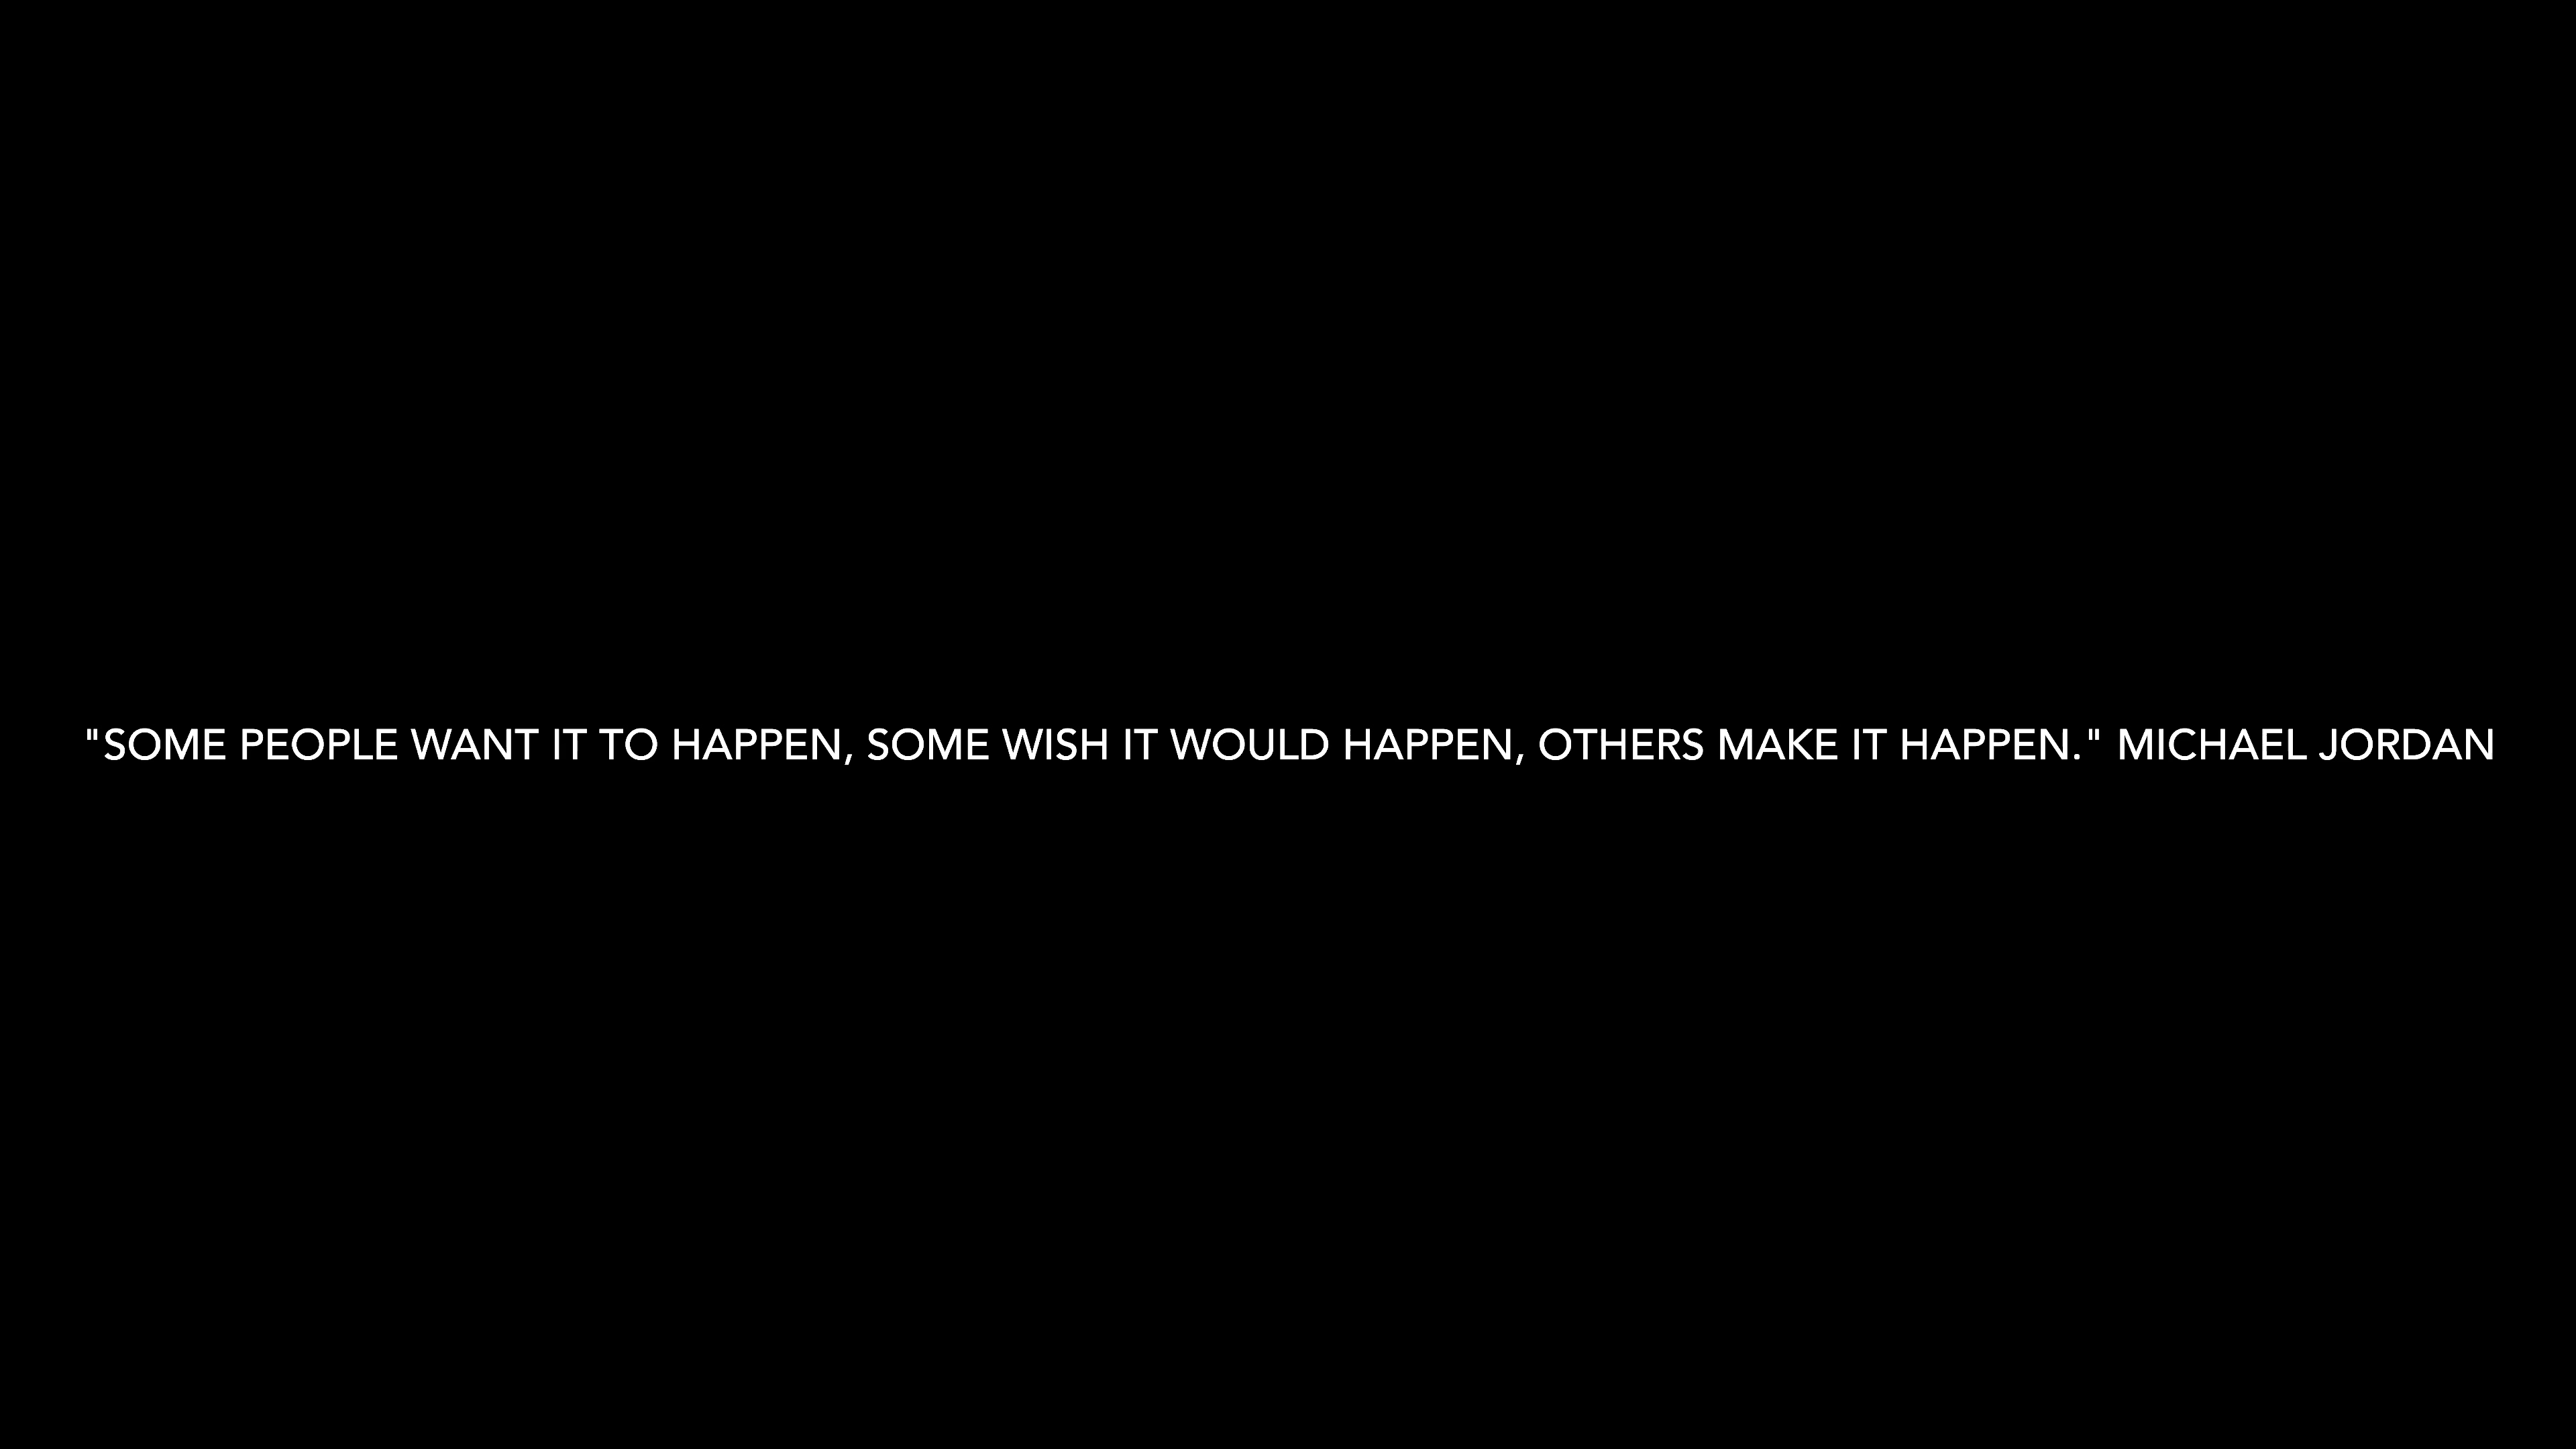 "SOME PEOPLE WANT IT TO HAPPEN, SOME WISH IT WOULD HAPPEN, OTHERS MAKE IT HAPPEN." MICHAEL JORDAN